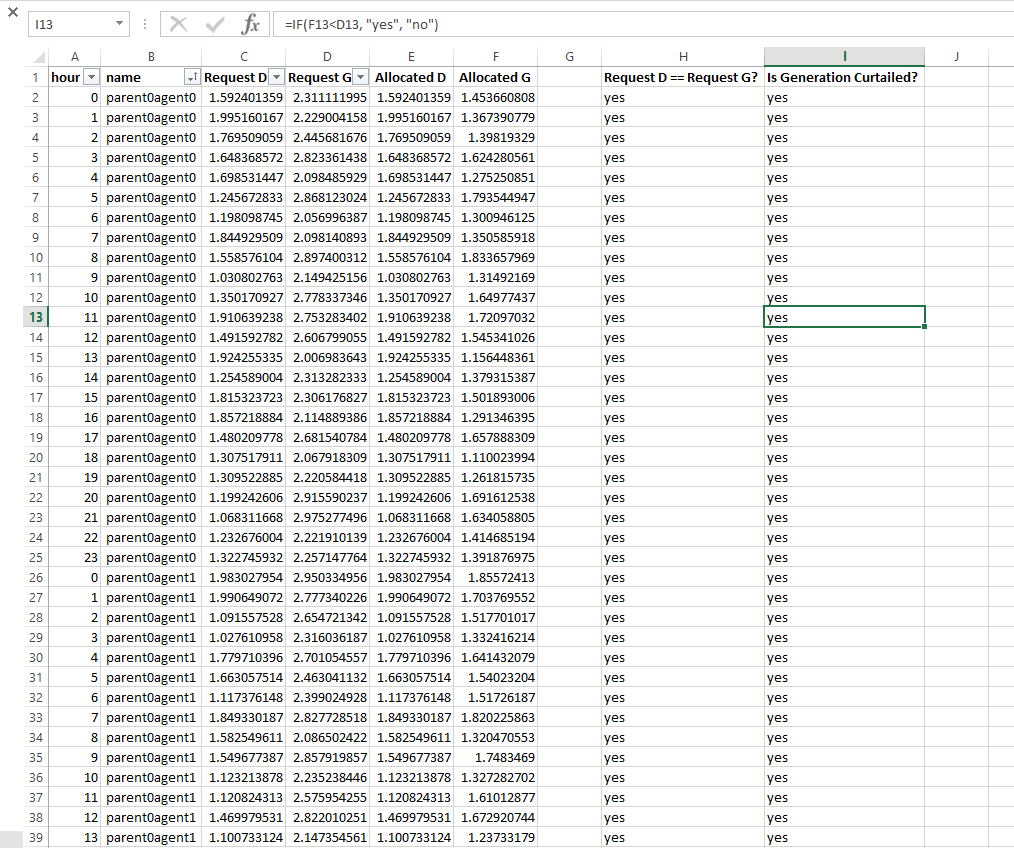 I13 =IF(F13<D13, "yes", "no")
A B C D E F G H I J
1 hour name Request D Request G Allocated D Allocated G Request D == Request G? Is Generation Curtailed?
2 0 parent0agent0 1.592401359 2.311111995 1.592401359 1.453660808 yes yes
3 1 parent0agent0 1.995160167 2.229004158 1.995160167 1.367390779 yes yes
4 2 parent0agent0 1.769509059 2.445681676 1.769509059 1.39819329 yes yes
5 3 parent0agent0 1.648368572 2.823361438 1.648368572 1.624280561 yes yes
6 4 parent0agent0 1.698531447 2.098485929 1.698531447 1.275250851 yes yes
7 5 parent0agent0 1.245672833 2.868123024 1.245672833 1.793544947 yes yes
8 6 parent0agent0 1.198098745 2.056996387 1.198098745 1.300946125 yes yes
9 7 parent0agent0 1.844929509 2.098140893 1.844929509 1.350585918 yes yes
10 8 parent0agent0 1.558576104 2.897400312 1.558576104 1.833657969 yes yes
11 9 parent0agent0 1.030802763 2.149425156 1.030802763 1.31492169 yes yes
12 10 parent0agent0 1.350170927 2.778337346 1.350170927 1.64977437 yes yes
13 11 parent0agent0 1.910639238 2.753283402 1.910639238 1.72097032 yes yes
14 12 parent0agent0 1.491592782 2.606799055 1.491592782 1.545341026 yes yes
15 13 parent0agent0 1.924255335 2.006983643 1.924255335 1.156448361 yes yes
16 14 parent0agent0 1.254589004 2.313282333 1.254589004 1.379315387 yes yes
17 15 parent0agent0 1.815323723 2.306176827 1.815323723 1.501893006 yes yes
18 16 parent0agent0 1.857218884 2.114889386 1.857218884 1.291346395 yes yes
19 17 parent0agent0 1.480209778 2.681540784 1.480209778 1.657888309 yes yes
20 18 parent0agent0 1.307517911 2.067918309 1.307517911 1.110023994 yes yes
21 19 parent0agent0 1.309522885 2.220584418 1.309522885 1.261815735 yes yes
22 20 parent0agent0 1.199242606 2.915590237 1.199242606 1.691612538 yes yes
23 21 parent0agent0 1.068311668 2.975277496 1.068311668 1.634058805 yes yes
24 22 parent0agent0 1.232676004 2.221910139 1.232676004 1.414685194 yes yes
25 23 parent0agent0 1.322745932 2.257147764 1.322745932 1.391876975 yes yes
26 0 parent0agent1 1.983027954 2.950334956 1.983027954 1.85572413 yes yes
27 1 parent0agent1 1.990649072 2.777340226 1.990649072 1.703769552 yes yes
28 2 parent0agent1 1.091557528 2.654721342 1.091557528 1.517701017 yes yes
29 3 parent0agent1 1.027610958 2.316036187 1.027610958 1.332416214 yes yes
30 4 parent0agent1 1.779710396 2.701054557 1.779710396 1.641432079 yes yes
31 5 parent0agent1 1.663057514 2.463041132 1.663057514 1.54023204 yes yes
32 6 parent0agent1 1.117376148 2.399024928 1.117376148 1.51726187 yes yes
33 7 parent0agent1 1.849330187 2.827728518 1.849330187 1.820225863 yes yes
34 8 parent0agent1 1.582549611 2.086502422 1.582549611 1.320470553 yes yes
35 9 parent0agent1 1.549677387 2.857919857 1.549677387 1.7483469 yes yes
36 10 parent0agent1 1.123213878 2.235238446 1.123213878 1.327282702 yes yes
37 11 parent0agent1 1.120824313 2.575954255 1.120824313 1.61012877 yes yes
38 12 parent0agent1 1.469979531 2.822010251 1.469979531 1.672920744 yes yes
39 13 parent0agent1 1.100733124 2.147354561 1.100733124 1.23733179 yes yes